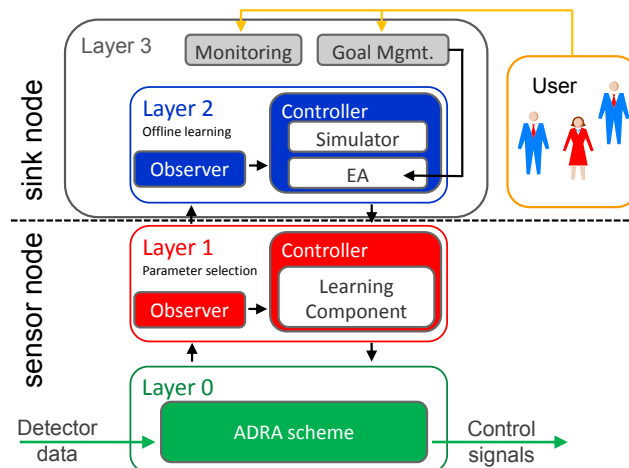 Layer 3
Monitoring
Goal Mgmt.
User
Layer 2
Offline learning
Observer
Controller
Simulator
EA
sink node
Layer 1
Parameter selection
Observer
Controller
Learning
Component
sensor node
Layer 0
ADRA scheme
Detector
data
Control
signals